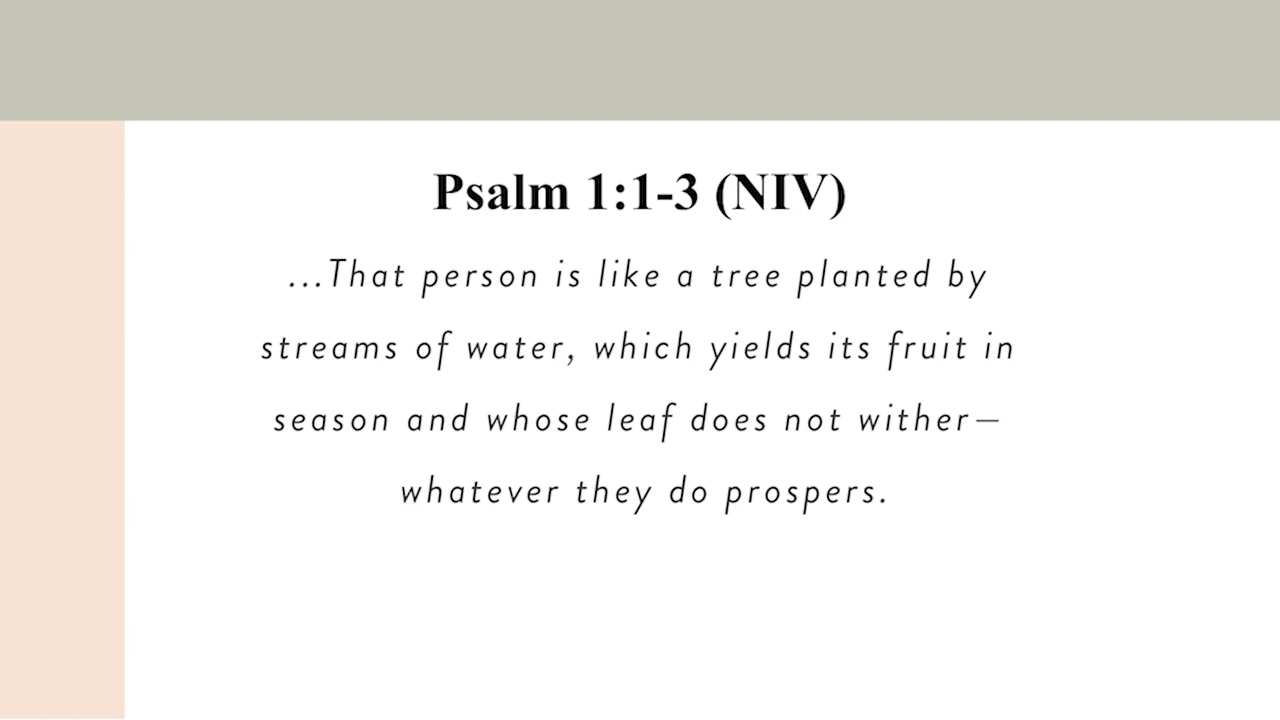 Psalm 1:1-3 (NIV)
...That person is like a tree planted by
streams of water, which yields its fruit in
season and whose leaf does not wither—
whatever they do prospers.